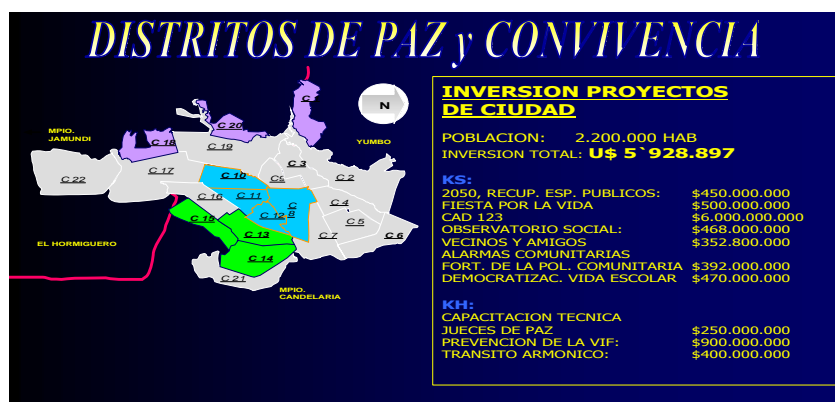 DISTRITOS DE PAZ y CONVIVENCIA
N
MPIO.
JAMUNDI
YUMBO
EL HORMIGUERO
MPIO.
CANDELARIA
C
C 20
C 18
C 19
C 3
C 22
C 17
C 10
C9
C 2
C 16
C 11
C 4
C 12
C
8
C 15
C 13
C 5
C 7
C 6
C 14
C 21
INVERSION PROYECTOS
DE CIUDAD
POBLACION: 2.200.000 HAB
INVERSION TOTAL: U$ 5`928.897
KS:
2050, RECUP. ESP. PUBLICOS: $450.000.000
FIESTA POR LA VIDA $500.000.000
CAD 123 $6.000.000.000
OBSERVATORIO SOCIAL: $468.000.000
VECINOS Y AMIGOS $352.800.000
ALARMAS COMUNITARIAS
FORT. DE LA POL. COMUNITARIA $392.000.000
DEMOCRATIZAC. VIDA ESCOLAR $470.000.000
KH:
CAPACITACION TECNICA
JUECES DE PAZ $250.000.000
PREVENCION DE LA VIF: $900.000.000
TRANSITO ARMONICO: $400.000.000